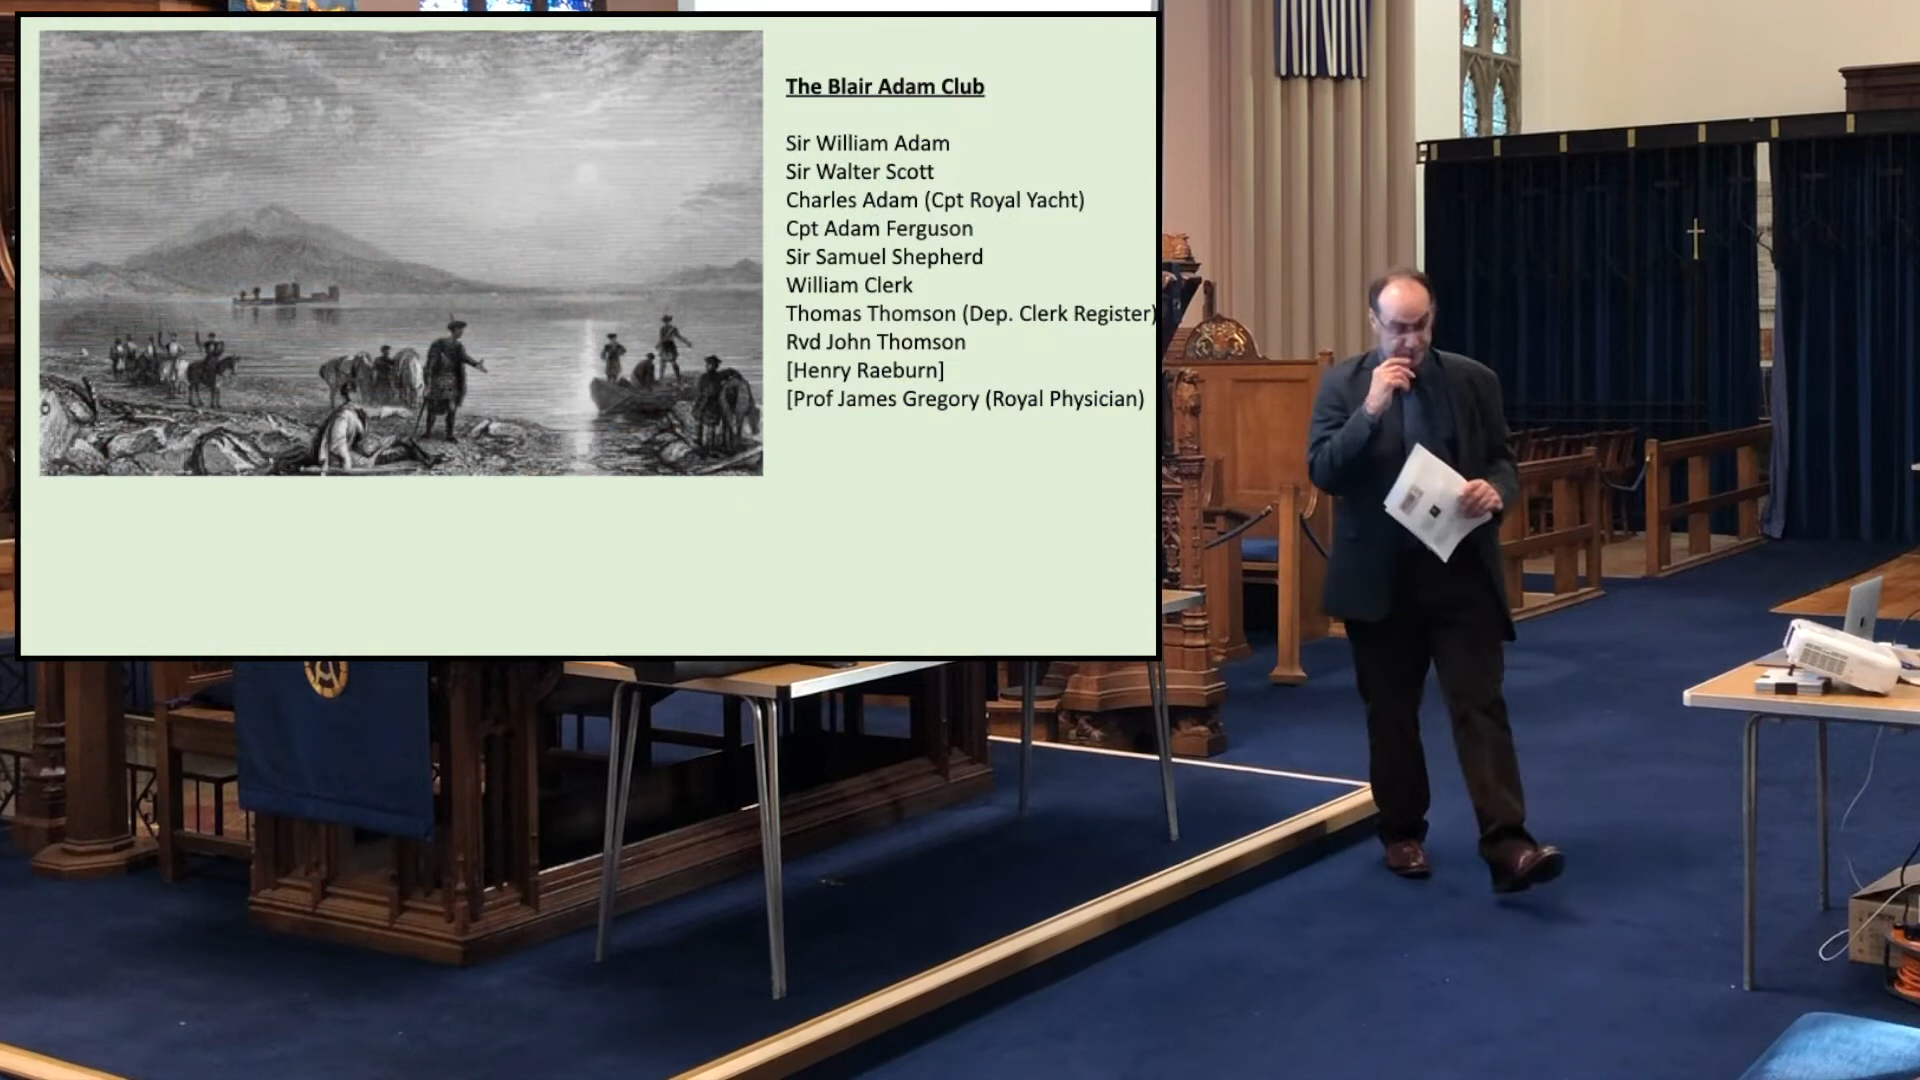 The Blair Adam Club
Sir William Adam
Sir Walter Scott
Charles Adam (Cpt Royal Yacht)
Cpt Adam Ferguson
Sir Samuel Shepherd
William Clerk
Thomas Thomson (Dep. Clerk Register)
Rvd John Thomson
[Henry Raeburn]
[Prof James Gregory (Royal Physician)